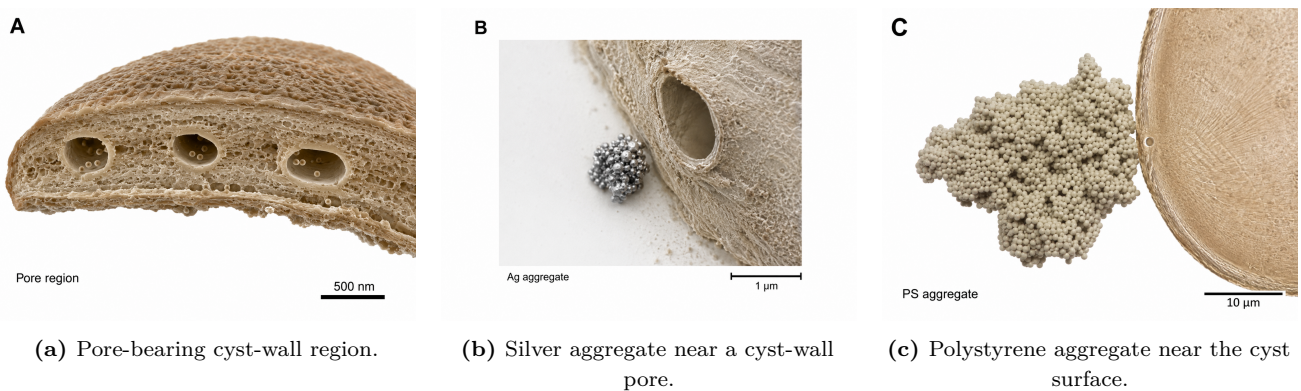 A
Pore region
500 nm
B
Ag aggregate
1 μm
C
PS aggregate
10 μm
(a) Pore-bearing cyst-wall region.
(b) Silver aggregate near a cyst-wall
pore.
(c) Polystyrene aggregate near the cyst
surface.